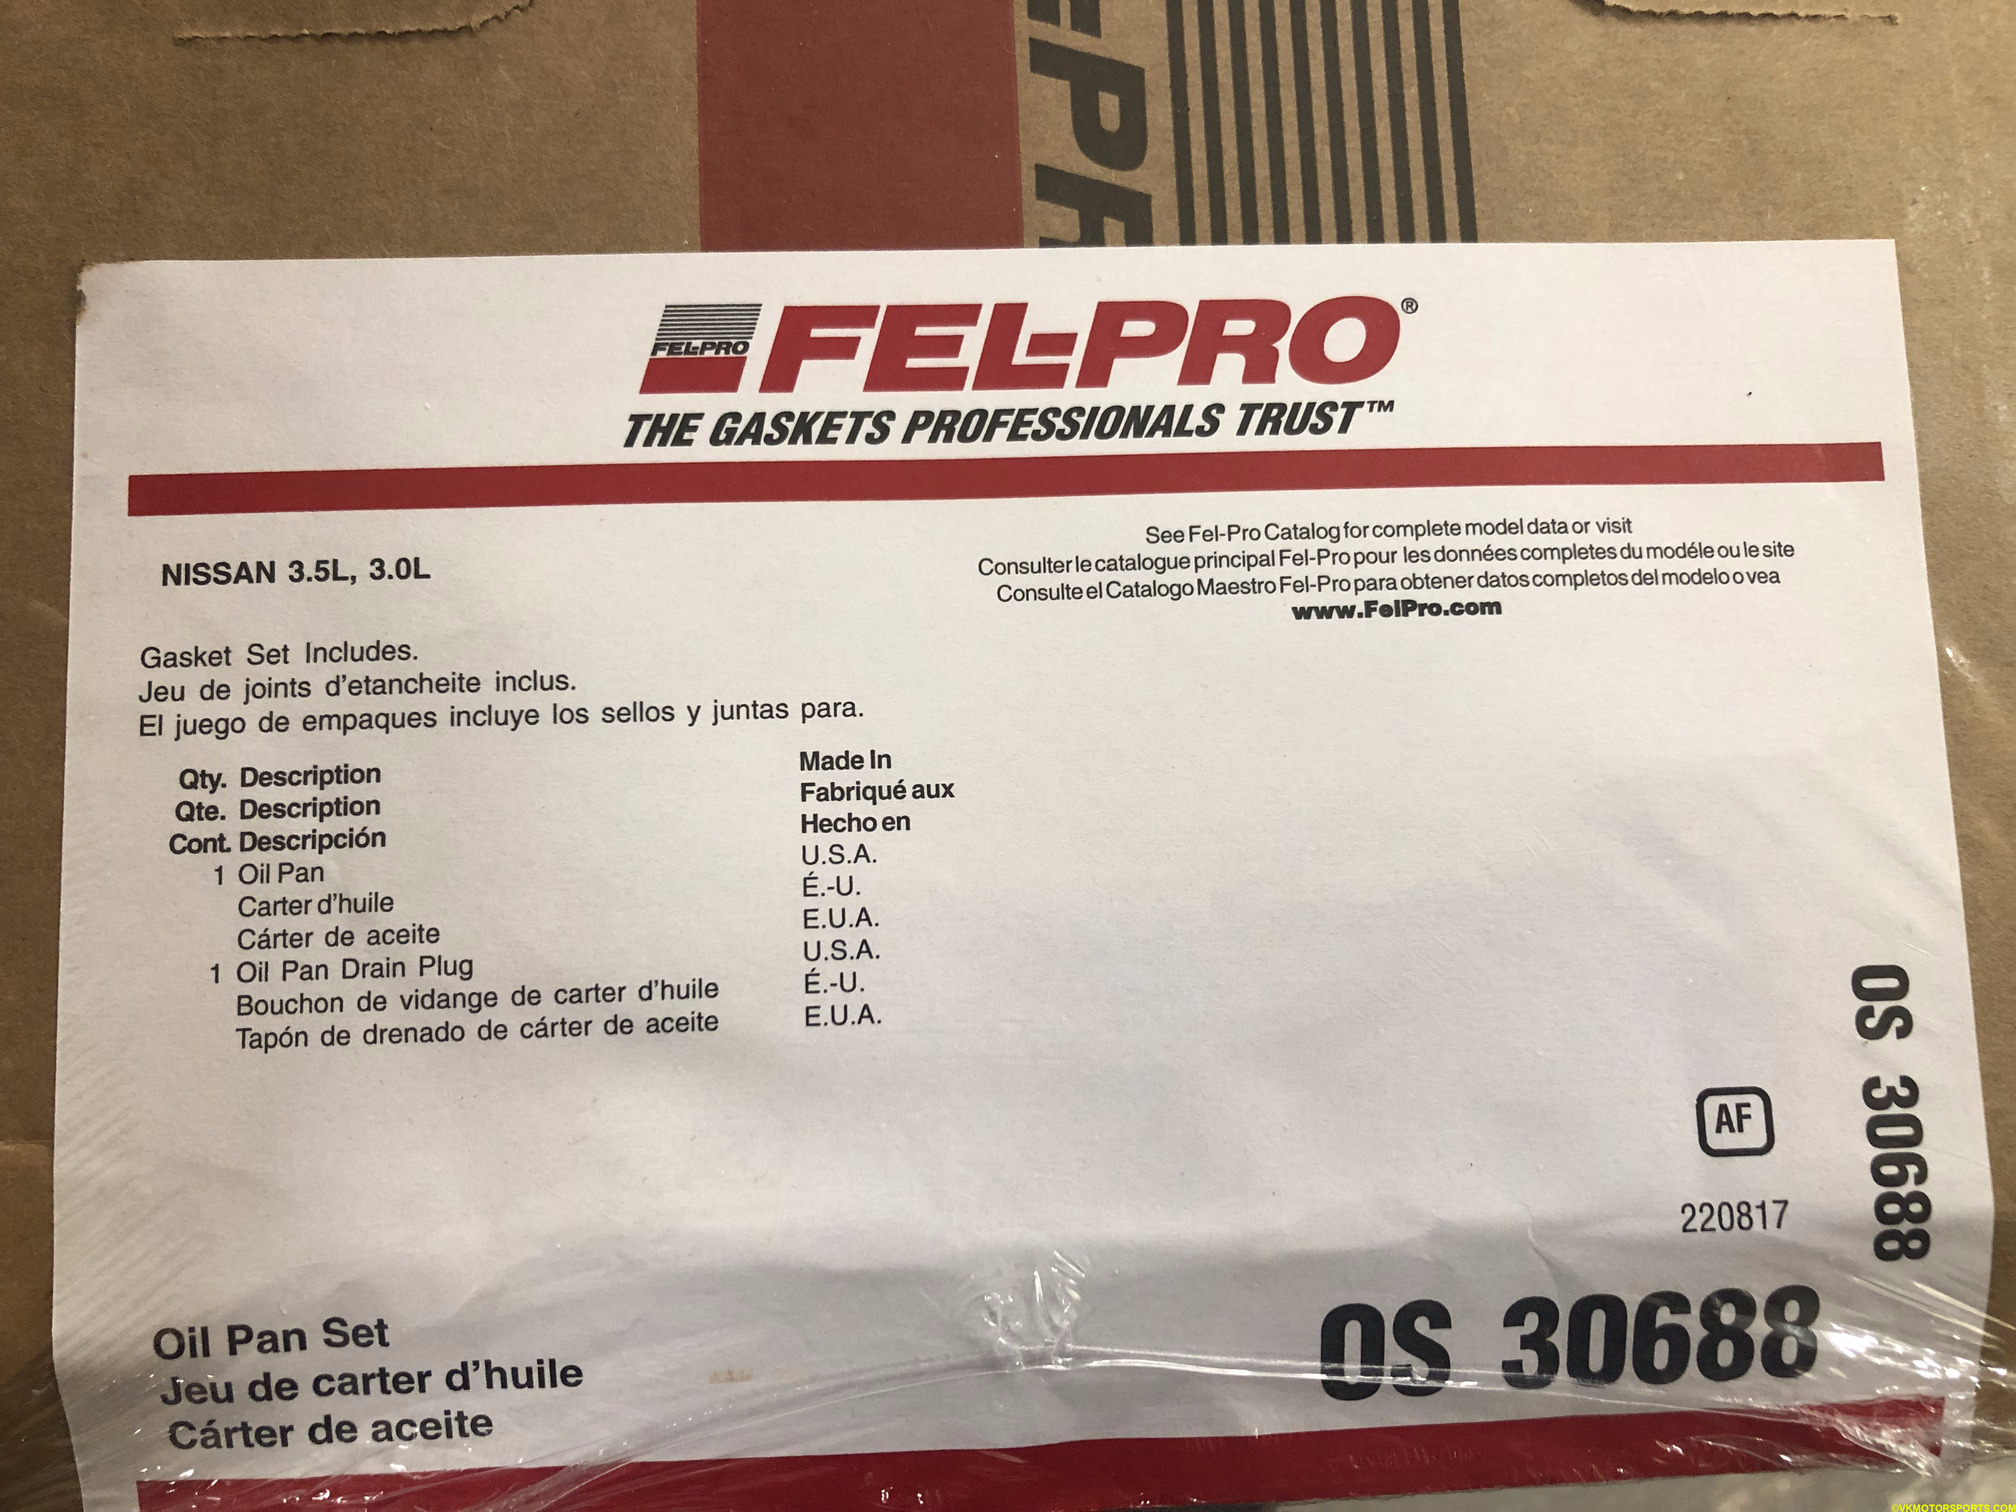 EPR
FEL-PRO
FEL-PRO®
THE GASKETS PROFESSIONALS TRUST™
NISSAN 3.5L, 3.0L
See Fel-Pro Catalog for complete model data or visit
Consulter le catalogue principal Fel-Pro pour les données completes du modéle ou le site
Consulte el Catalogo Maestro Fel-Pro para obtener datos completos del modelo o vea
www.FelPro.com
Gasket Set Includes.
Jeu de joints d'etancheite inclus.
El juego de empaques incluye los sellos y juntas para.
Qty. Description Made In
Qte. Description Fabriqué aux
Cont. Descripción Hecho en
1 Oil Pan U.S.A.
Carter d'huile É.-U.
Cárter de aceite E.U.A.
1 Oil Pan Drain Plug U.S.A.
Bouchon de vidange de carter d'huile É.-U.
Tapón de drenado de cárter de aceite E.U.A.
AF
220817
OS 30688
Oil Pan Set
Jeu de carter d'huile
Cárter de aceite
OS 30688
©VKMOTORSPORTS.COM